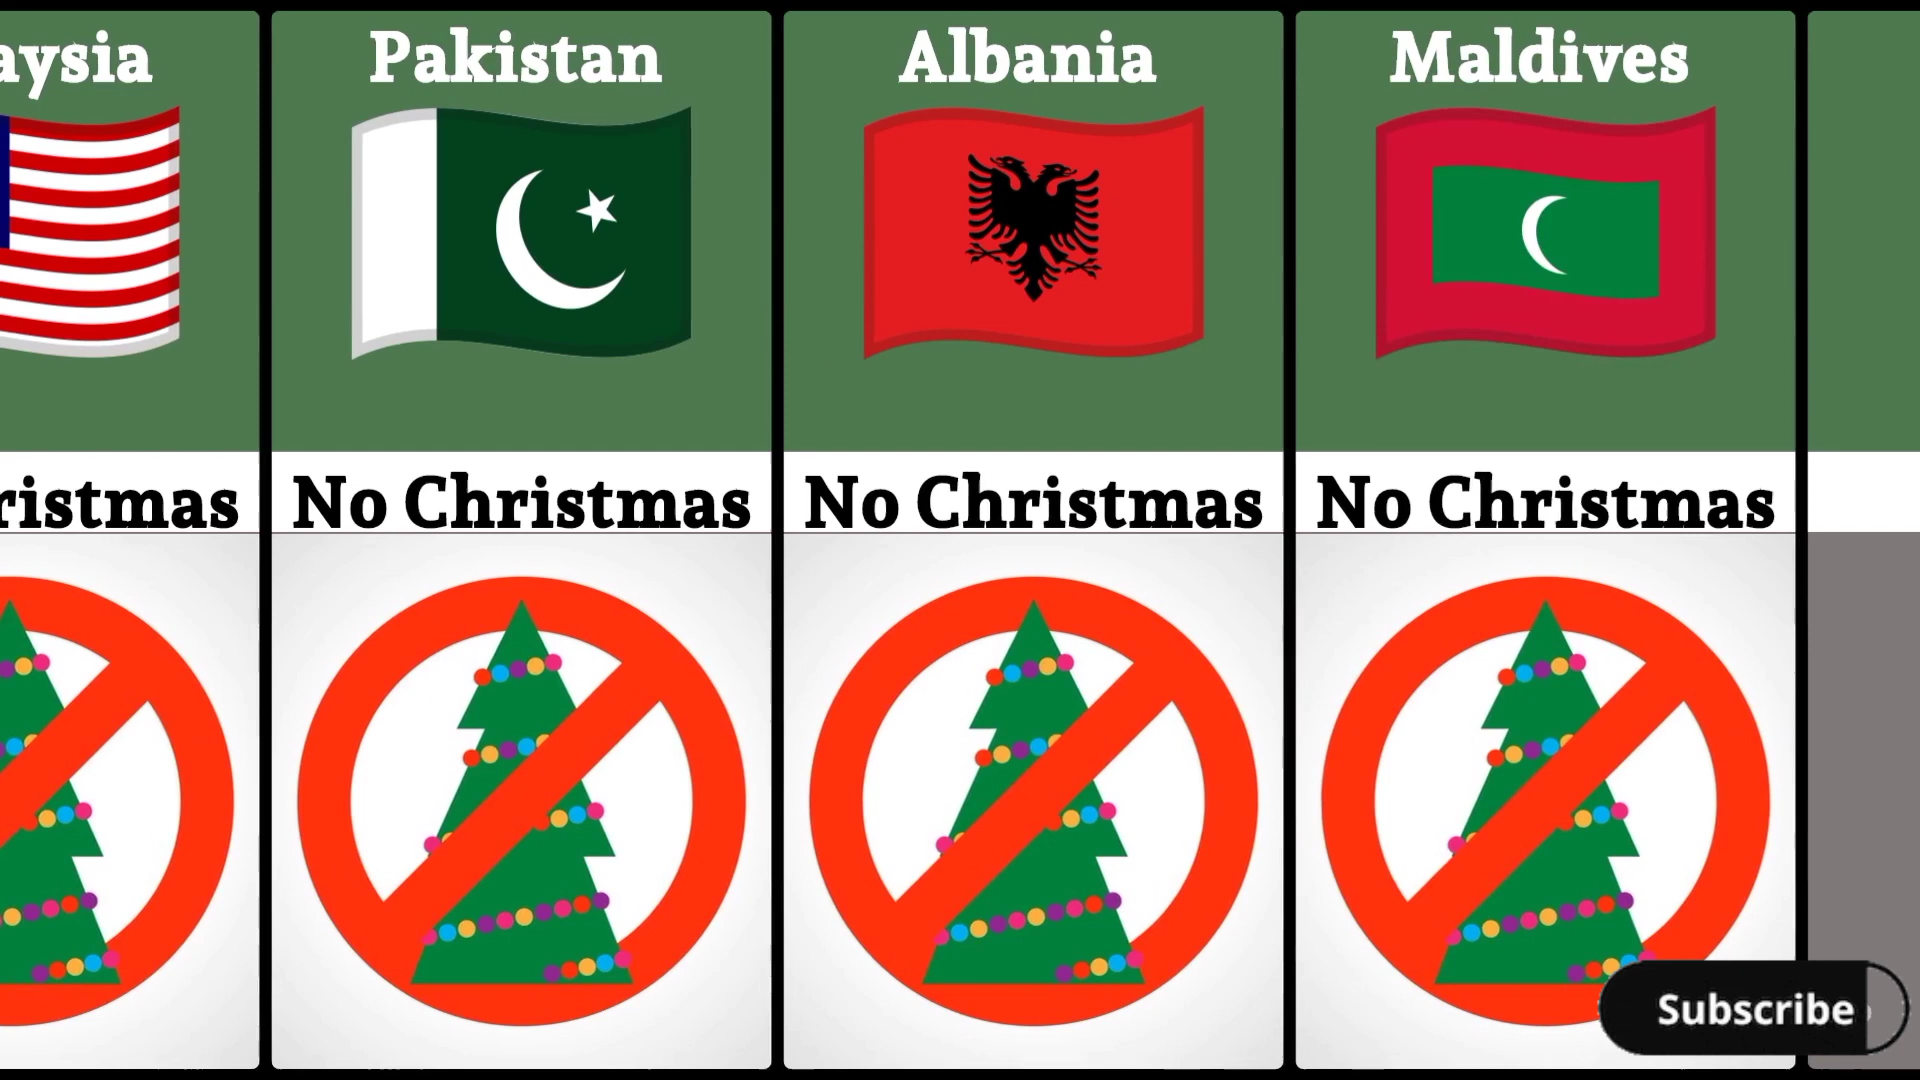 aysia
Pakistan
Albania
Maldives
ristmas
No Christmas
No Christmas
No Christmas
Subscribe